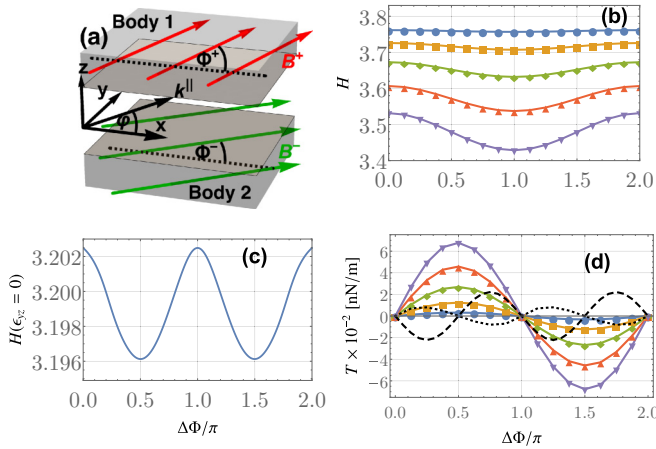 (a)
Body 1
Φ⁺
B⁺
z
y
k^∥
φ
x
Φ⁻
B⁻
Body 2
(b)
H
3.8
3.7
3.6
3.5
3.4
0.0 0.5 1.0 1.5 2.0
(c)
H(ϵ_yz = 0)
3.202
3.200
3.198
3.196
0.0 0.5 1.0 1.5 2.0
ΔΦ/π
(d)
T × 10⁻² [nN/m]
6
4
2
0
-2
-4
-6
0.0 0.5 1.0 1.5 2.0
ΔΦ/π